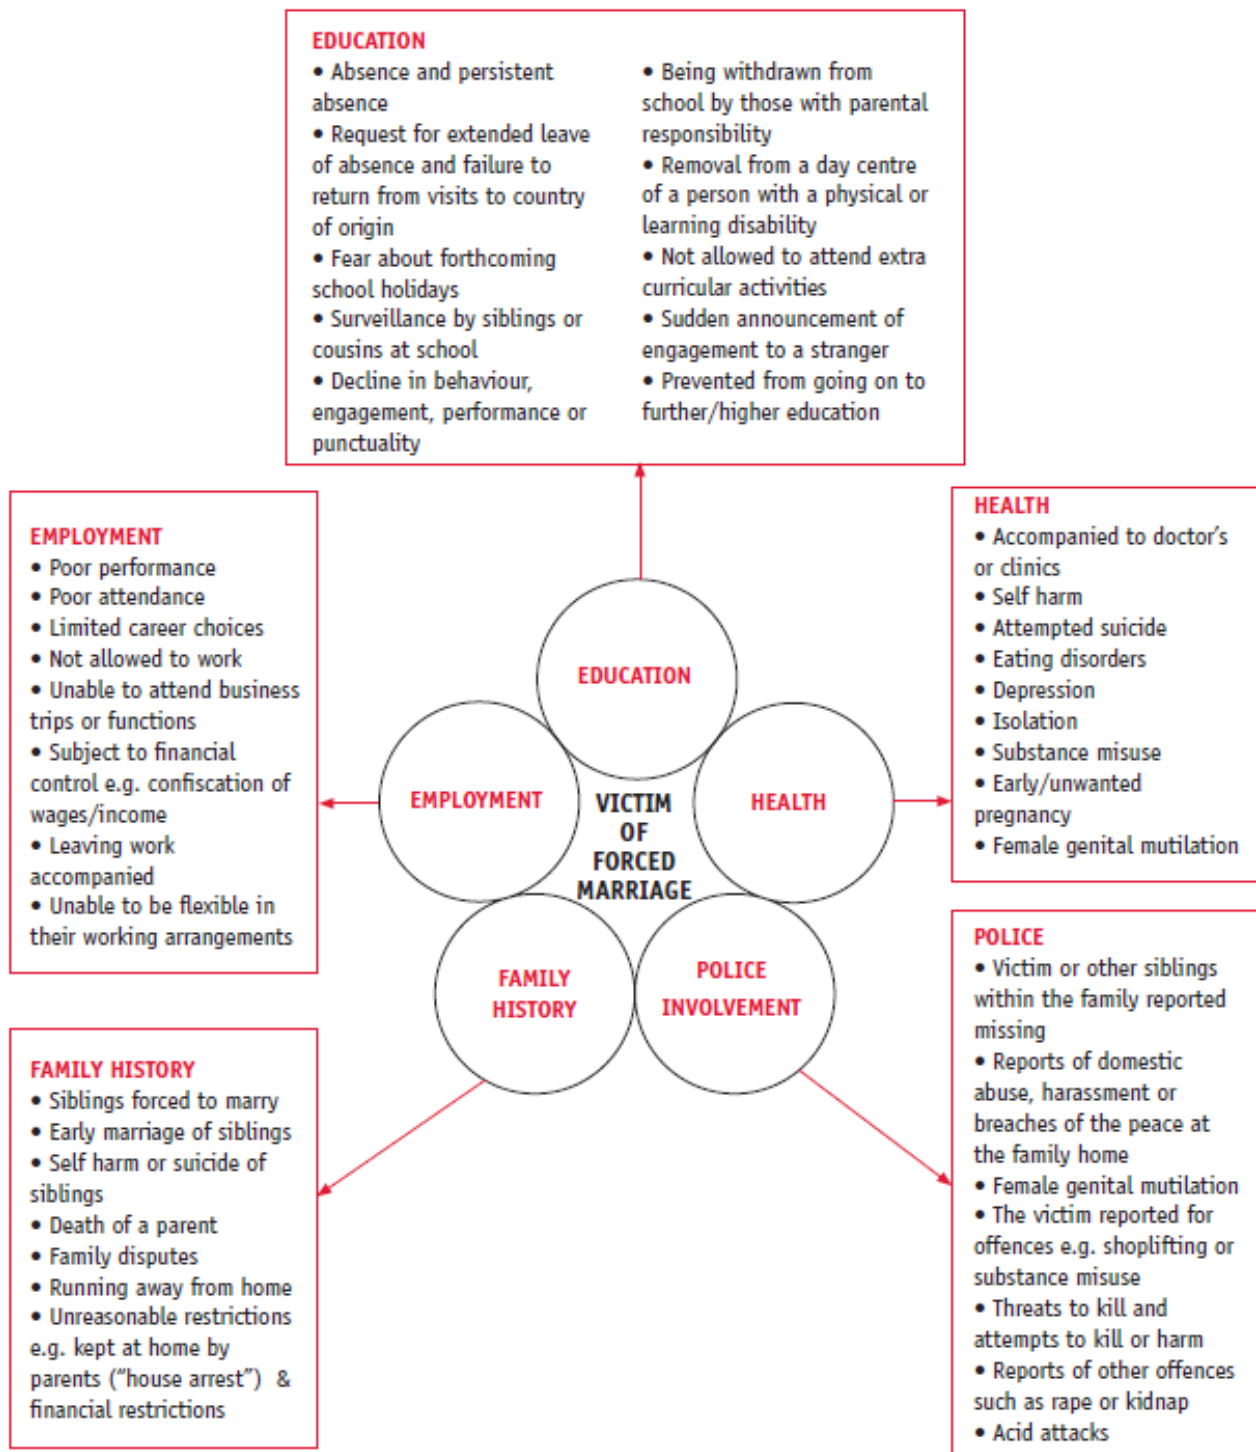 EDUCATION
• Absence and persistent
absence
• Request for extended leave
of absence and failure to
return from visits to country
of origin
• Fear about forthcoming
school holidays
• Surveillance by siblings or
cousins at school
• Decline in behaviour,
engagement, performance or
punctuality
• Being withdrawn from
school by those with parental
responsibility
• Removal from a day centre
of a person with a physical or
learning disability
• Not allowed to attend extra
curricular activities
• Sudden announcement of
engagement to a stranger
• Prevented from going on to
further/higher education
EMPLOYMENT
• Poor performance
• Poor attendance
• Limited career choices
• Not allowed to work
• Unable to attend business
trips or functions
• Subject to financial
control e.g. confiscation of
wages/income
• Leaving work
accompanied
• Unable to be flexible in
their working arrangements
HEALTH
• Accompanied to doctor's
or clinics
• Self harm
• Attempted suicide
• Eating disorders
• Depression
• Isolation
• Substance misuse
• Early/unwanted
pregnancy
• Female genital mutilation
EDUCATION
EMPLOYMENT
VICTIM
OF
FORCED
MARRIAGE
HEALTH
FAMILY
HISTORY
POLICE
INVOLVEMENT
FAMILY HISTORY
• Siblings forced to marry
• Early marriage of siblings
• Self harm or suicide of
siblings
• Death of a parent
• Family disputes
• Running away from home
• Unreasonable restrictions
e.g. kept at home by
parents ("house arrest") &
financial restrictions
POLICE
• Victim or other siblings
within the family reported
missing
• Reports of domestic
abuse, harassment or
breaches of the peace at
the family home
• Female genital mutilation
• The victim reported for
offences e.g. shoplifting or
substance misuse
• Threats to kill and
attempts to kill or harm
• Reports of other offences
such as rape or kidnap
• Acid attacks